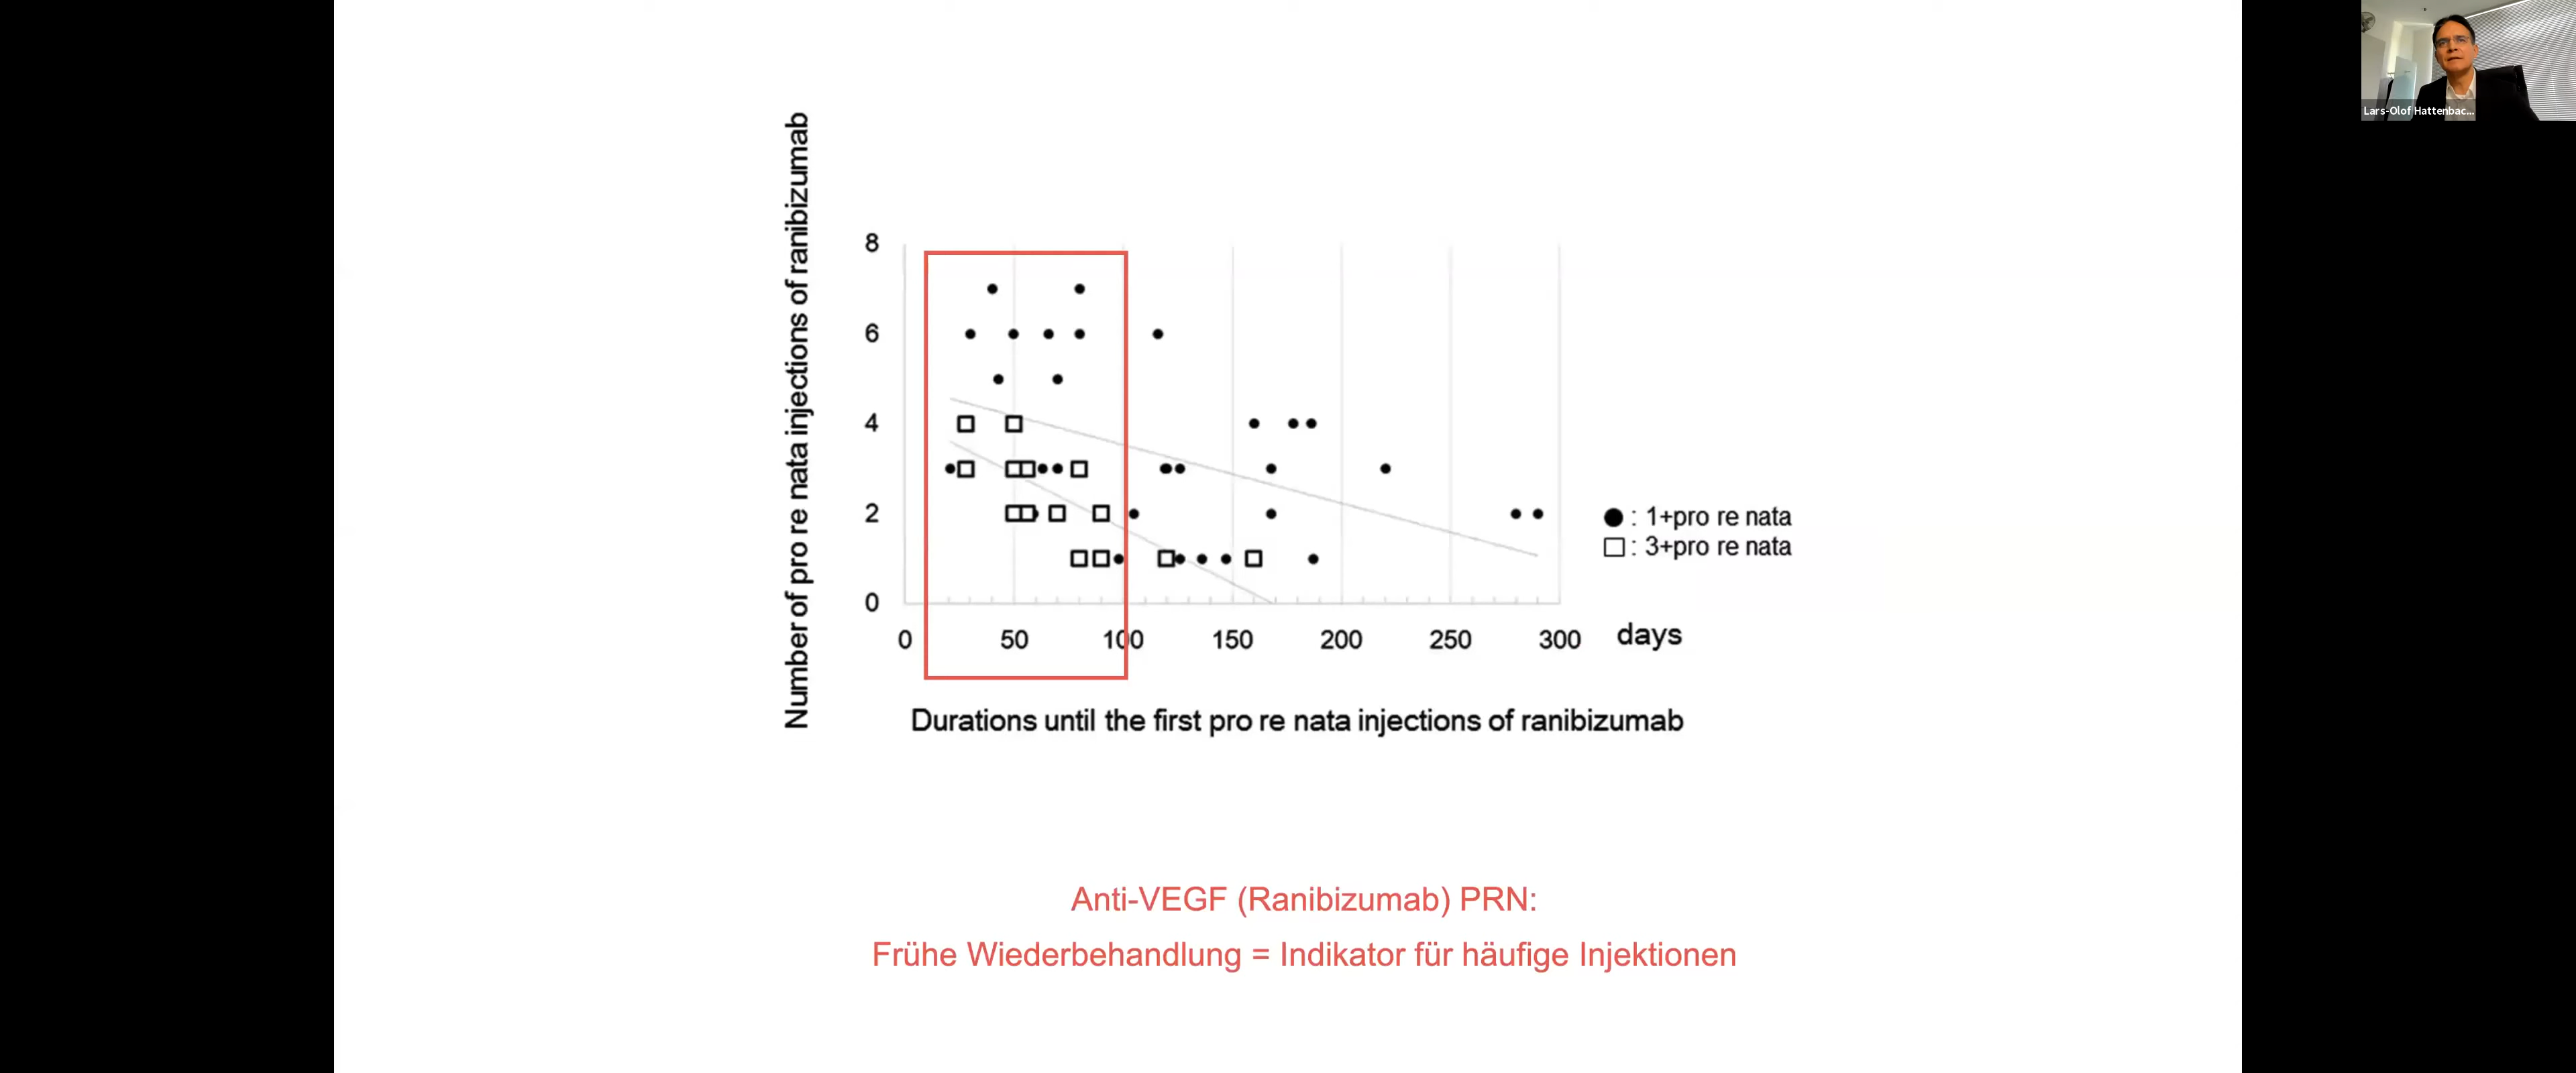 Lars-Olof Hattenbac...
Number of pro re nata injections of ranibizumab
8
6
4
2
0
0 50 100 150 200 250 300 days
Durations until the first pro re nata injections of ranibizumab
● : 1+pro re nata
□ : 3+pro re nata
Anti-VEGF (Ranibizumab) PRN:
Frühe Wiederbehandlung = Indikator für häufige Injektionen